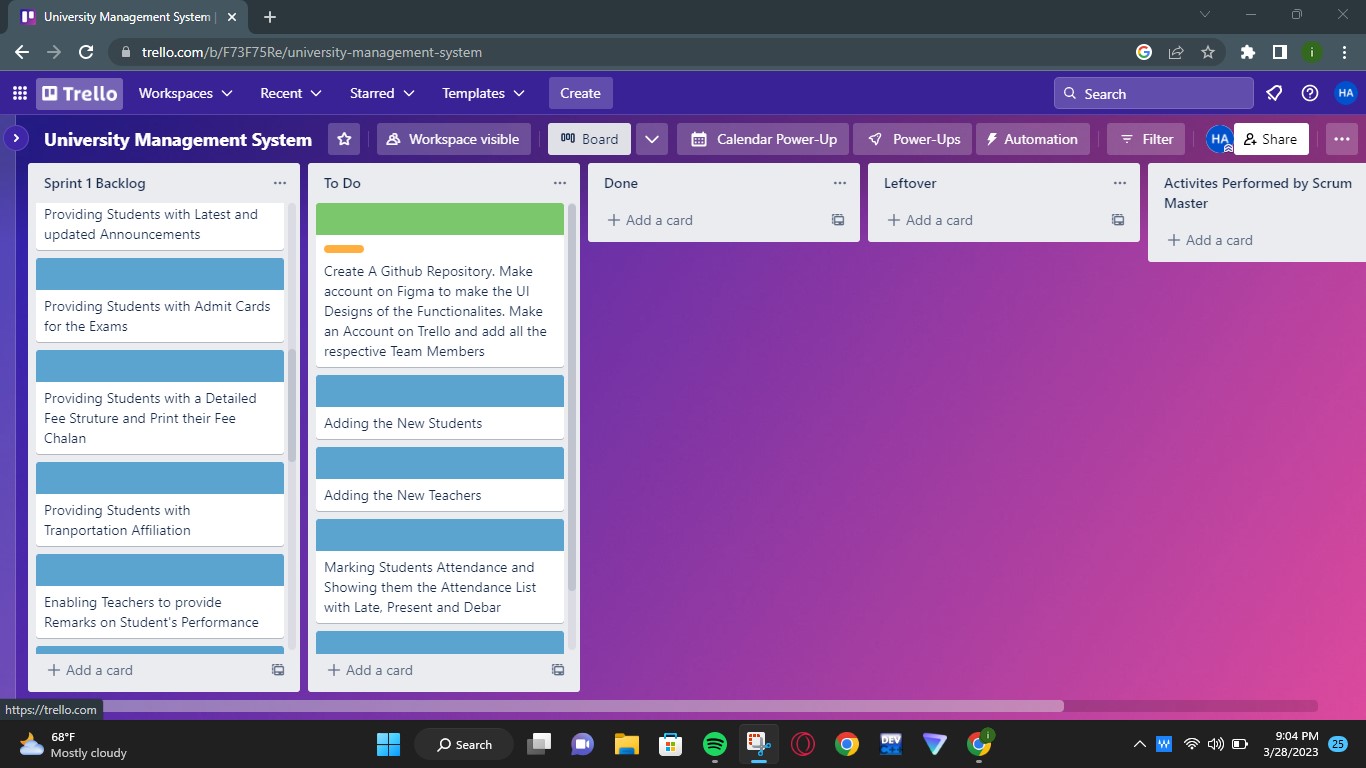 University Management System |
trello.com/b/F73F75Re/university-management-system
i
Trello
Workspaces
Recent
Starred
Templates
Create
Search
HA
University Management System
Workspace visible
Board
Calendar Power-Up
Power-Ups
Automation
Filter
HA
Share
Sprint 1 Backlog
Providing Students with Latest and
updated Announcements
Providing Students with Admit Cards
for the Exams
Providing Students with a Detailed
Fee Struture and Print their Fee
Chalan
Providing Students with
Tranportation Affiliation
Enabling Teachers to provide
Remarks on Student's Performance
+ Add a card
To Do
Create A Github Repository. Make
account on Figma to make the UI
Designs of the Functionalites. Make
an Account on Trello and add all the
respective Team Members
Adding the New Students
Adding the New Teachers
Marking Students Attendance and
Showing them the Attendance List
with Late, Present and Debar
+ Add a card
Done
+ Add a card
Leftover
+ Add a card
Activites Performed by Scrum
Master
+ Add a card
https://trello.com
68°F
Mostly cloudy
Search
DEV
i
W
9:04 PM
3/28/2023
25